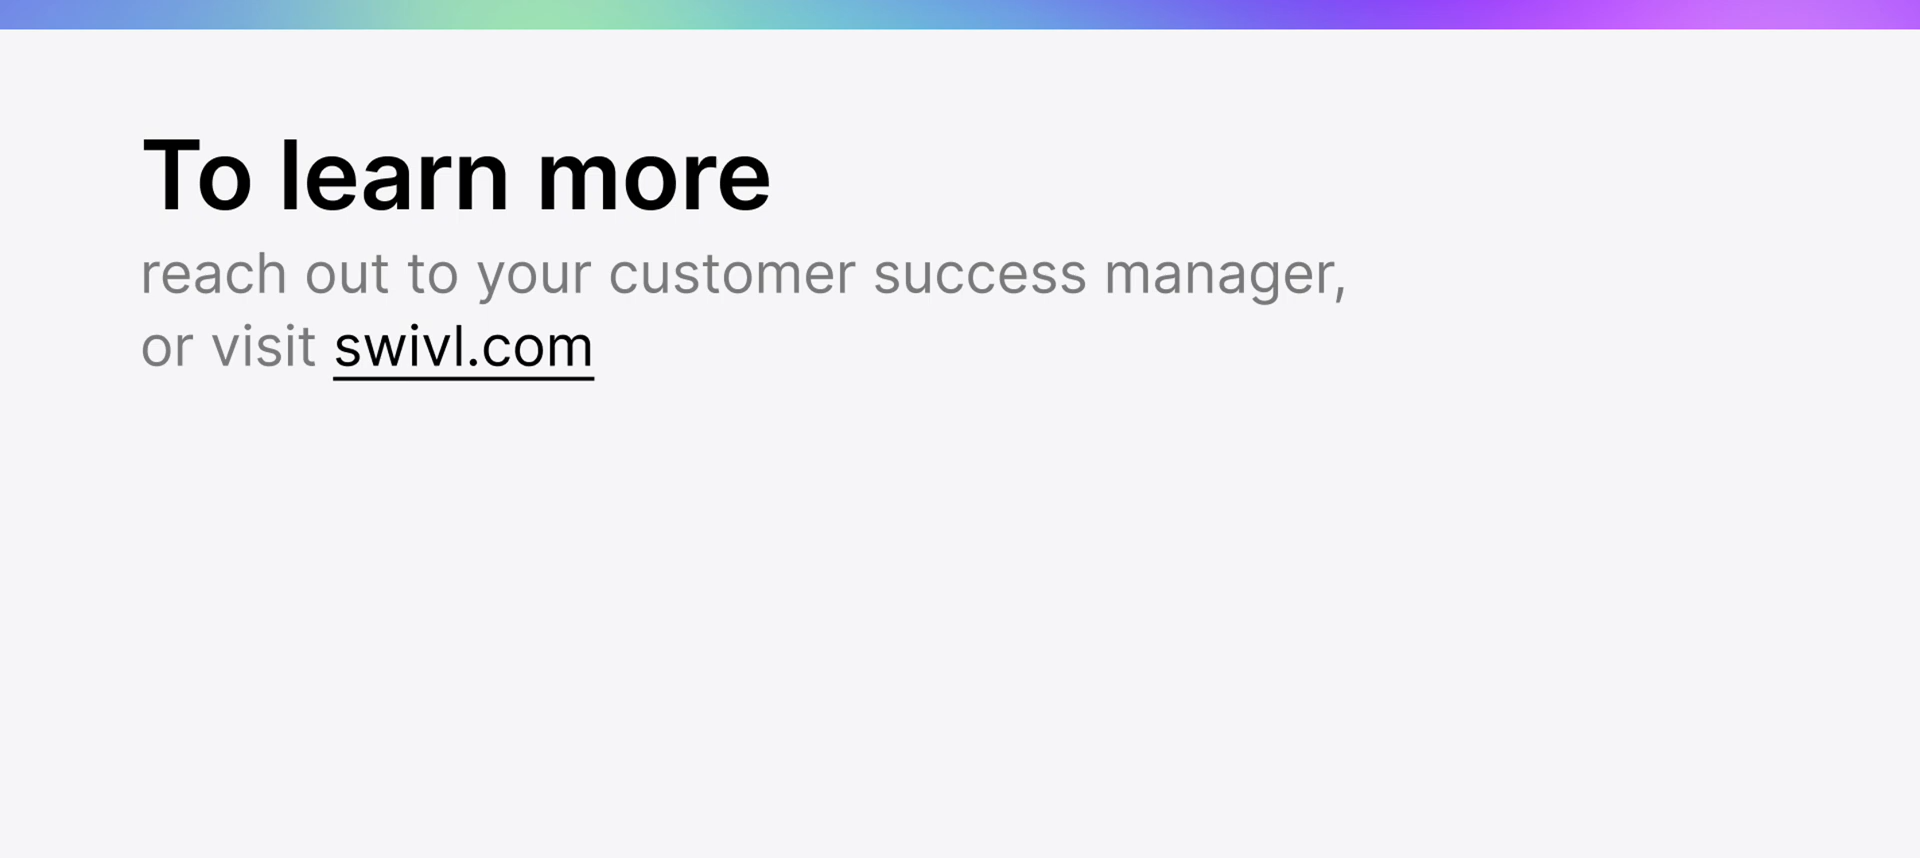 To learn more
reach out to your customer success manager,
or visit swivl.com